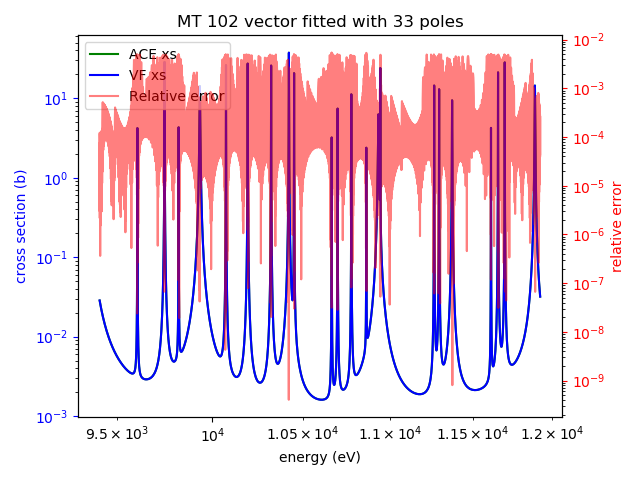 MT 102 vector fitted with 33 poles
ACE xs
VF xs
Relative error
cross section (b)
10¹
10⁰
10⁻¹
10⁻²
10⁻³
relative error
10⁻²
10⁻³
10⁻⁴
10⁻⁵
10⁻⁶
10⁻⁷
10⁻⁸
10⁻⁹
9.5 × 10³
10⁴
1.05 × 10⁴
1.1 × 10⁴
1.15 × 10⁴
1.2 × 10⁴
energy (eV)